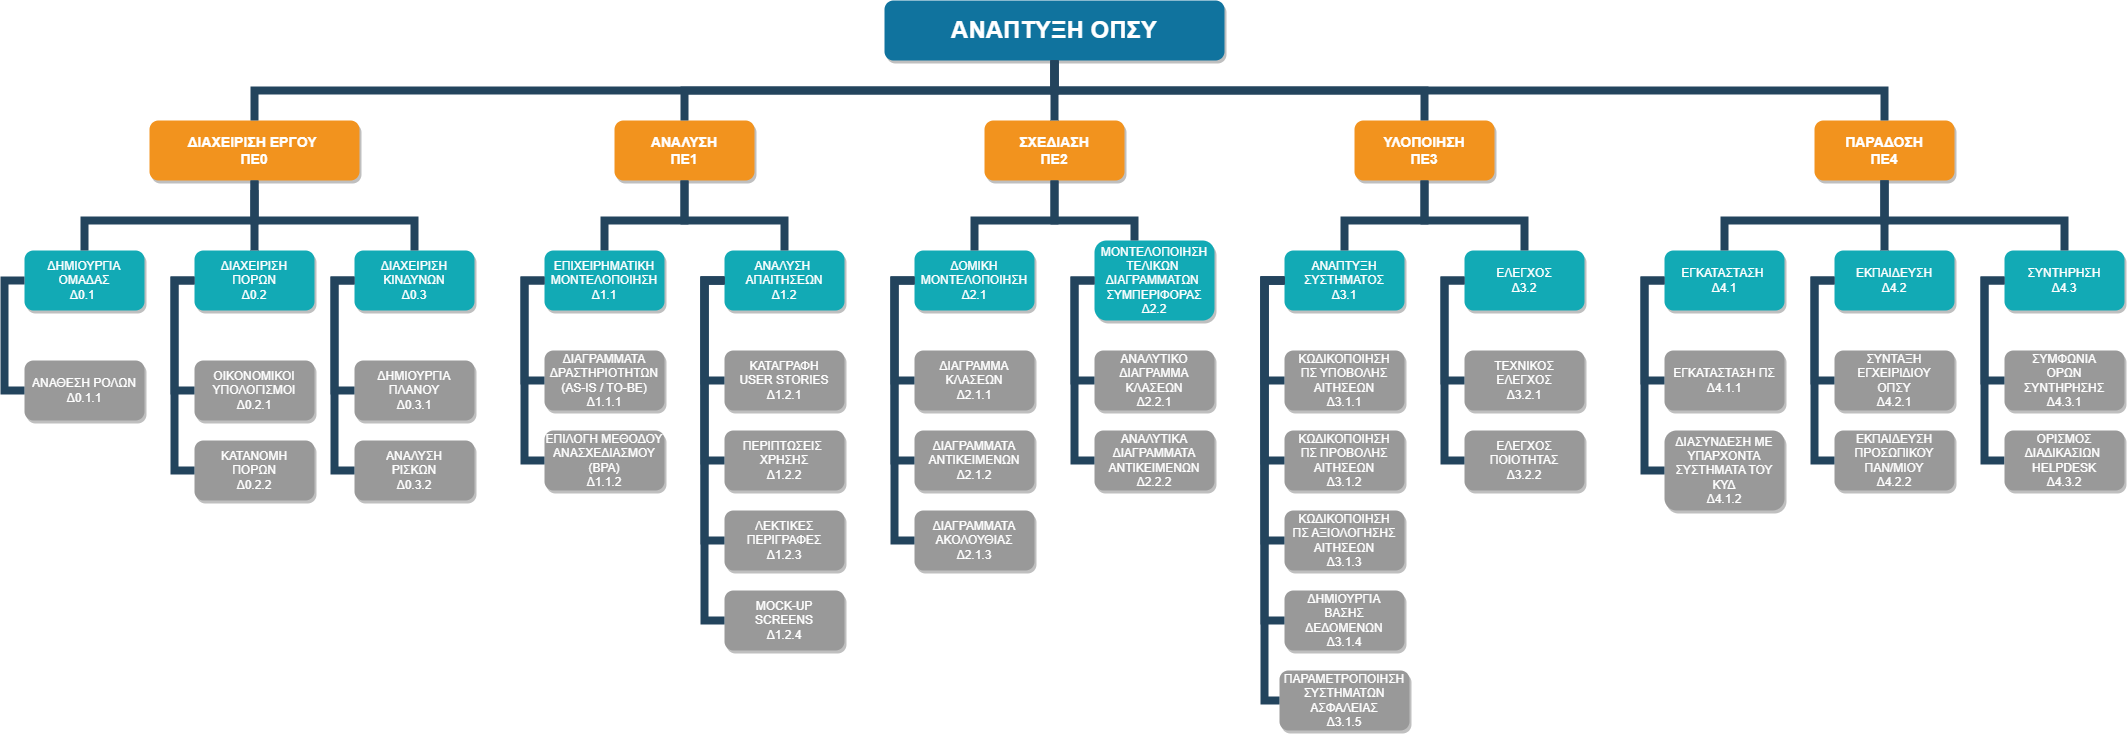 ΑΝΑΠΤΥΞΗ ΟΠΣΥ
ΔΙΑΧΕΙΡΙΣΗ ΕΡΓΟΥ
ΠΕ0
ΑΝΑΛΥΣΗ
ΠΕ1
ΣΧΕΔΙΑΣΗ
ΠΕ2
ΥΛΟΠΟΙΗΣΗ
ΠΕ3
ΠΑΡΑΔΟΣΗ
ΠΕ4
ΔΗΜΙΟΥΡΓΙΑ
ΟΜΑΔΑΣ
Δ0.1
ΔΙΑΧΕΙΡΙΣΗ
ΠΟΡΩΝ
Δ0.2
ΔΙΑΧΕΙΡΙΣΗ
ΚΙΝΔΥΝΩΝ
Δ0.3
ΕΠΙΧΕΙΡΗΜΑΤΙΚΗ
ΜΟΝΤΕΛΟΠΟΙΗΣΗ
Δ1.1
ΑΝΑΛΥΣΗ
ΑΠΑΙΤΗΣΕΩΝ
Δ1.2
ΔΟΜΙΚΗ
ΜΟΝΤΕΛΟΠΟΙΗΣΗ
Δ2.1
ΜΟΝΤΕΛΟΠΟΙΗΣΗ
ΤΕΛΙΚΩΝ
ΔΙΑΓΡΑΜΜΑΤΩΝ
ΣΥΜΠΕΡΙΦΟΡΑΣ
Δ2.2
ΑΝΑΠΤΥΞΗ
ΣΥΣΤΗΜΑΤΟΣ
Δ3.1
ΕΛΕΓΧΟΣ
Δ3.2
ΕΓΚΑΤΑΣΤΑΣΗ
Δ4.1
ΕΚΠΑΙΔΕΥΣΗ
Δ4.2
ΣΥΝΤΗΡΗΣΗ
Δ4.3
ΑΝΑΘΕΣΗ ΡΟΛΩΝ
Δ0.1.1
ΟΙΚΟΝΟΜΙΚΟΙ
ΥΠΟΛΟΓΙΣΜΟΙ
Δ0.2.1
ΔΗΜΙΟΥΡΓΙΑ
ΠΛΑΝΟΥ
Δ0.3.1
ΔΙΑΓΡΑΜΜΑΤΑ
ΔΡΑΣΤΗΡΙΟΤΗΤΩΝ
(AS-IS / TO-BE)
Δ1.1.1
ΚΑΤΑΓΡΑΦΗ
USER STORIES
Δ1.2.1
ΔΙΑΓΡΑΜΜΑ
ΚΛΑΣΕΩΝ
Δ2.1.1
ΑΝΑΛΥΤΙΚΟ
ΔΙΑΓΡΑΜΜΑ
ΚΛΑΣΕΩΝ
Δ2.2.1
ΚΩΔΙΚΟΠΟΙΗΣΗ
ΠΣ ΥΠΟΒΟΛΗΣ
ΑΙΤΗΣΕΩΝ
Δ3.1.1
ΤΕΧΝΙΚΟΣ
ΕΛΕΓΧΟΣ
Δ3.2.1
ΕΓΚΑΤΑΣΤΑΣΗ ΠΣ
Δ4.1.1
ΣΥΝΤΑΞΗ
ΕΓΧΕΙΡΙΔΙΟΥ
ΟΠΣΥ
Δ4.2.1
ΣΥΜΦΩΝΙΑ
ΟΡΩΝ
ΣΥΝΤΗΡΗΣΗΣ
Δ4.3.1
ΚΑΤΑΝΟΜΗ
ΠΟΡΩΝ
Δ0.2.2
ΑΝΑΛΥΣΗ
ΡΙΣΚΩΝ
Δ0.3.2
ΕΠΙΛΟΓΗ ΜΕΘΟΔΟΥ
ΑΝΑΣΧΕΔΙΑΣΜΟΥ
(BPA)
Δ1.1.2
ΠΕΡΙΠΤΩΣΕΙΣ
ΧΡΗΣΗΣ
Δ1.2.2
ΔΙΑΓΡΑΜΜΑΤΑ
ΑΝΤΙΚΕΙΜΕΝΩΝ
Δ2.1.2
ΑΝΑΛΥΤΙΚΑ
ΔΙΑΓΡΑΜΜΑΤΑ
ΑΝΤΙΚΕΙΜΕΝΩΝ
Δ2.2.2
ΚΩΔΙΚΟΠΟΙΗΣΗ
ΠΣ ΠΡΟΒΟΛΗΣ
ΑΙΤΗΣΕΩΝ
Δ3.1.2
ΕΛΕΓΧΟΣ
ΠΟΙΟΤΗΤΑΣ
Δ3.2.2
ΔΙΑΣΥΝΔΕΣΗ ΜΕ
ΥΠΑΡΧΟΝΤΑ
ΣΥΣΤΗΜΑΤΑ ΤΟΥ
ΚΥΔ
Δ4.1.2
ΕΚΠΑΙΔΕΥΣΗ
ΠΡΟΣΩΠΙΚΟΥ
ΠΑΝ/ΜΙΟΥ
Δ4.2.2
ΟΡΙΣΜΟΣ
ΔΙΑΔΙΚΑΣΙΩΝ
HELPDESK
Δ4.3.2
ΛΕΚΤΙΚΕΣ
ΠΕΡΙΓΡΑΦΕΣ
Δ1.2.3
ΔΙΑΓΡΑΜΜΑΤΑ
ΑΚΟΛΟΥΘΙΑΣ
Δ2.1.3
ΚΩΔΙΚΟΠΟΙΗΣΗ
ΠΣ ΑΞΙΟΛΟΓΗΣΗΣ
ΑΙΤΗΣΕΩΝ
Δ3.1.3
MOCK-UP
SCREENS
Δ1.2.4
ΔΗΜΙΟΥΡΓΙΑ
ΒΑΣΗΣ
ΔΕΔΟΜΕΝΩΝ
Δ3.1.4
ΠΑΡΑΜΕΤΡΟΠΟΙΗΣΗ
ΣΥΣΤΗΜΑΤΩΝ
ΑΣΦΑΛΕΙΑΣ
Δ3.1.5